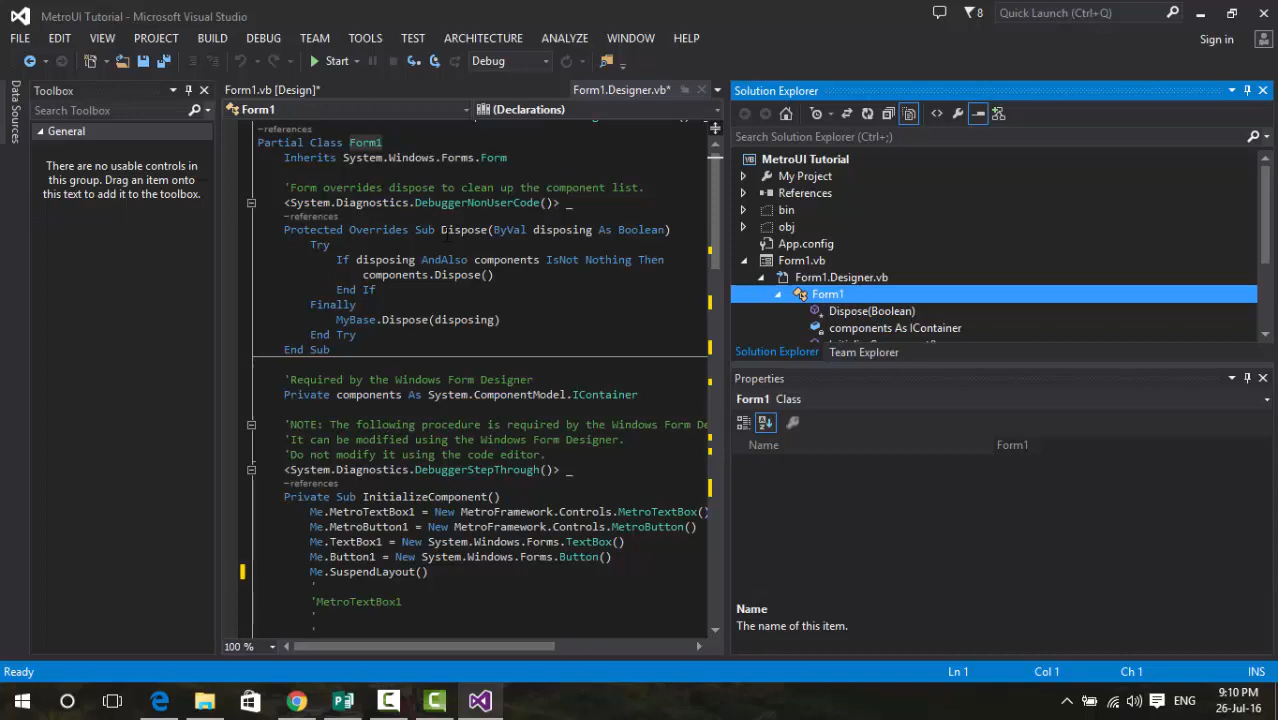 MetroUI - Microsoft Visual Studio
8
Quick Launch (Ctrl+Q)
FILE EDIT VIEW PROJECT BUILD DEBUG TEAM TOOLS TEST ARCHITECTURE ANALYZE WINDOW HELP
Sign in
Start
Debug
Data Sources
Toolbox
Search Toolbox
General
There are no usable controls in
this group. Drag an item onto
this text to add it to the toolbox.
Form1.vb [Design]*
Form1.Designer.vb*
Form1
(Declarations)
references
Partial Class Form1
Inherits System.Windows.Forms.Form
'Form overrides dispose to clean up the component list.
<System.Diagnostics.DebuggerNonUserCode()> _
references
Protected Overrides Sub Dispose(ByVal disposing As Boolean)
Try
If disposing AndAlso components IsNot Nothing Then
components.Dispose()
End If
Finally
MyBase.Dispose(disposing)
End Try
End Sub
'Required by the Windows Form Designer
Private components As System.ComponentModel.IContainer
'NOTE: The following procedure is required by the Windows Form De
'It can be modified using the Windows Form Designer.
'Do not modify it using the code editor.
<System.Diagnostics.DebuggerStepThrough()> _
references
Private Sub InitializeComponent()
Me.MetroTextBox1 = New MetroFramework.Controls.MetroTextBox()
Me.MetroButton1 = New MetroFramework.Controls.MetroButton()
Me.TextBox1 = New System.Windows.Forms.TextBox()
Me.Button1 = New System.Windows.Forms.Button()
Me.SuspendLayout()
'
'MetroTextBox1
'
100 %
Solution Explorer
Search Solution Explorer (Ctrl+;)
MetroUI Tutorial
My Project
References
bin
obj
App.config
Form1.vb
Form1.Designer.vb
Form1
Dispose(Boolean)
components As IContainer
Solution Explorer Team Explorer
Properties
Form1 Class
Name Form1
Name
The name of this item.
Ready
Ln 1 Col 1 Ch 1 INS
ENG
9:10 PM
26-Jul-16